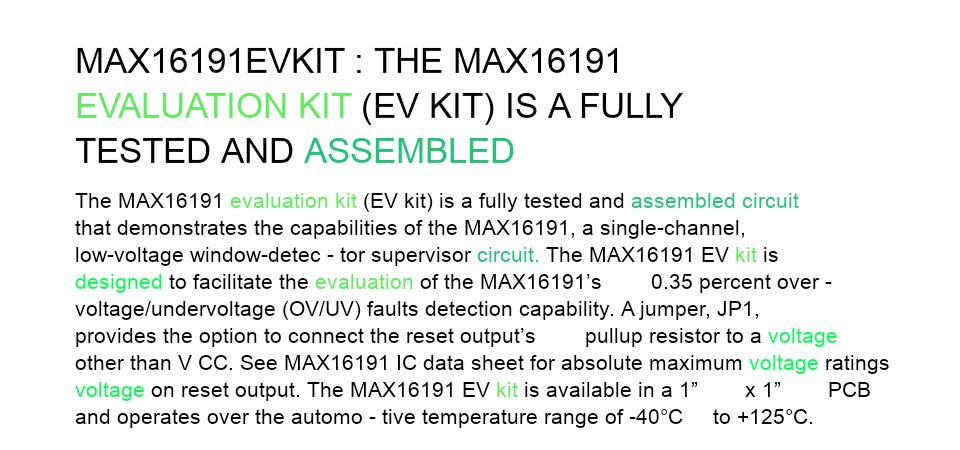 MAX16191EVKIT : THE MAX16191
EVALUATION KIT (EV KIT) IS A FULLY
TESTED AND ASSEMBLED
The MAX16191 evaluation kit (EV kit) is a fully tested and assembled circuit
that demonstrates the capabilities of the MAX16191, a single-channel,
low-voltage window-detec - tor supervisor circuit. The MAX16191 EV kit is
designed to facilitate the evaluation of the MAX16191’s 0.35 percent over -
voltage/undervoltage (OV/UV) faults detection capability. A jumper, JP1,
provides the option to connect the reset output’s pullup resistor to a voltage
other than V CC. See MAX16191 IC data sheet for absolute maximum voltage ratings
voltage on reset output. The MAX16191 EV kit is available in a 1” x 1” PCB
and operates over the automo - tive temperature range of -40°C to +125°C.